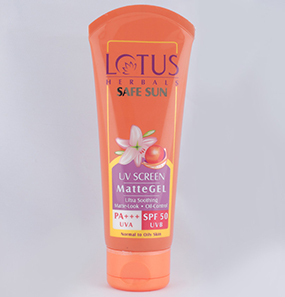 LOTUS
HERBALS
SAFE SUN
UV SCREEN
MatteGEL
Ultra Soothing
Matte-Look • Oil-Control
PA+++ SPF 50
UVA UVB
Normal to Oily Skin